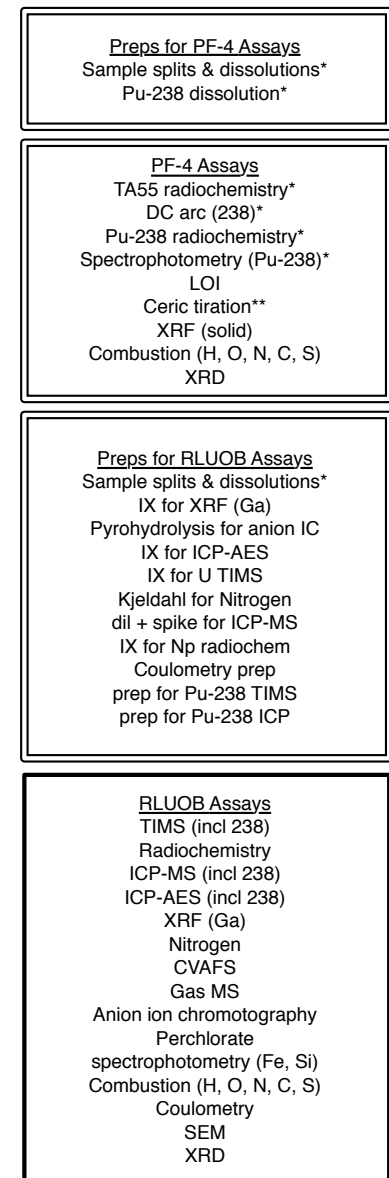 Preps for PF-4 Assays
Sample splits & dissolutions*
Pu-238 dissolution*
PF-4 Assays
TA55 radiochemistry*
DC arc (238)*
Pu-238 radiochemistry*
Spectrophotometry (Pu-238)*
LOI
Ceric tiration**
XRF (solid)
Combustion (H, O, N, C, S)
XRD
Preps for RLUOB Assays
Sample splits & dissolutions*
IX for XRF (Ga)
Pyrohydrolysis for anion IC
IX for ICP-AES
IX for U TIMS
Kjeldahl for Nitrogen
dil + spike for ICP-MS
IX for Np radiochem
Coulometry prep
prep for Pu-238 TIMS
prep for Pu-238 ICP
RLUOB Assays
TIMS (incl 238)
Radiochemistry
ICP-MS (incl 238)
ICP-AES (incl 238)
XRF (Ga)
Nitrogen
CVAFS
Gas MS
Anion ion chromotography
Perchlorate
spectrophotometry (Fe, Si)
Combustion (H, O, N, C, S)
Coulometry
SEM
XRD